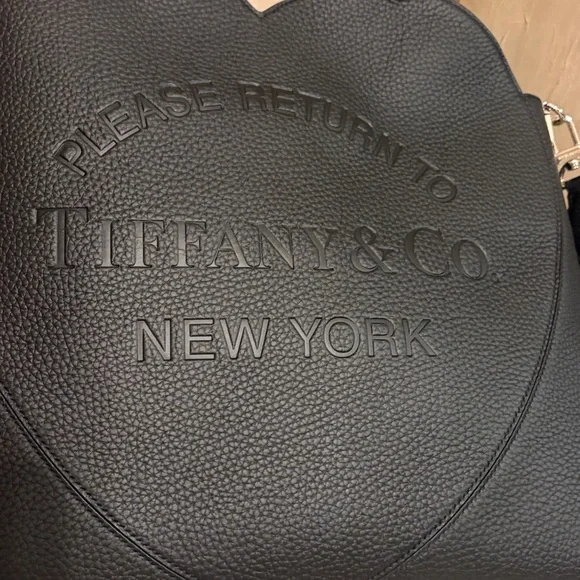 PLEASE RETURN TO
TIFFANY & CO.
NEW YORK